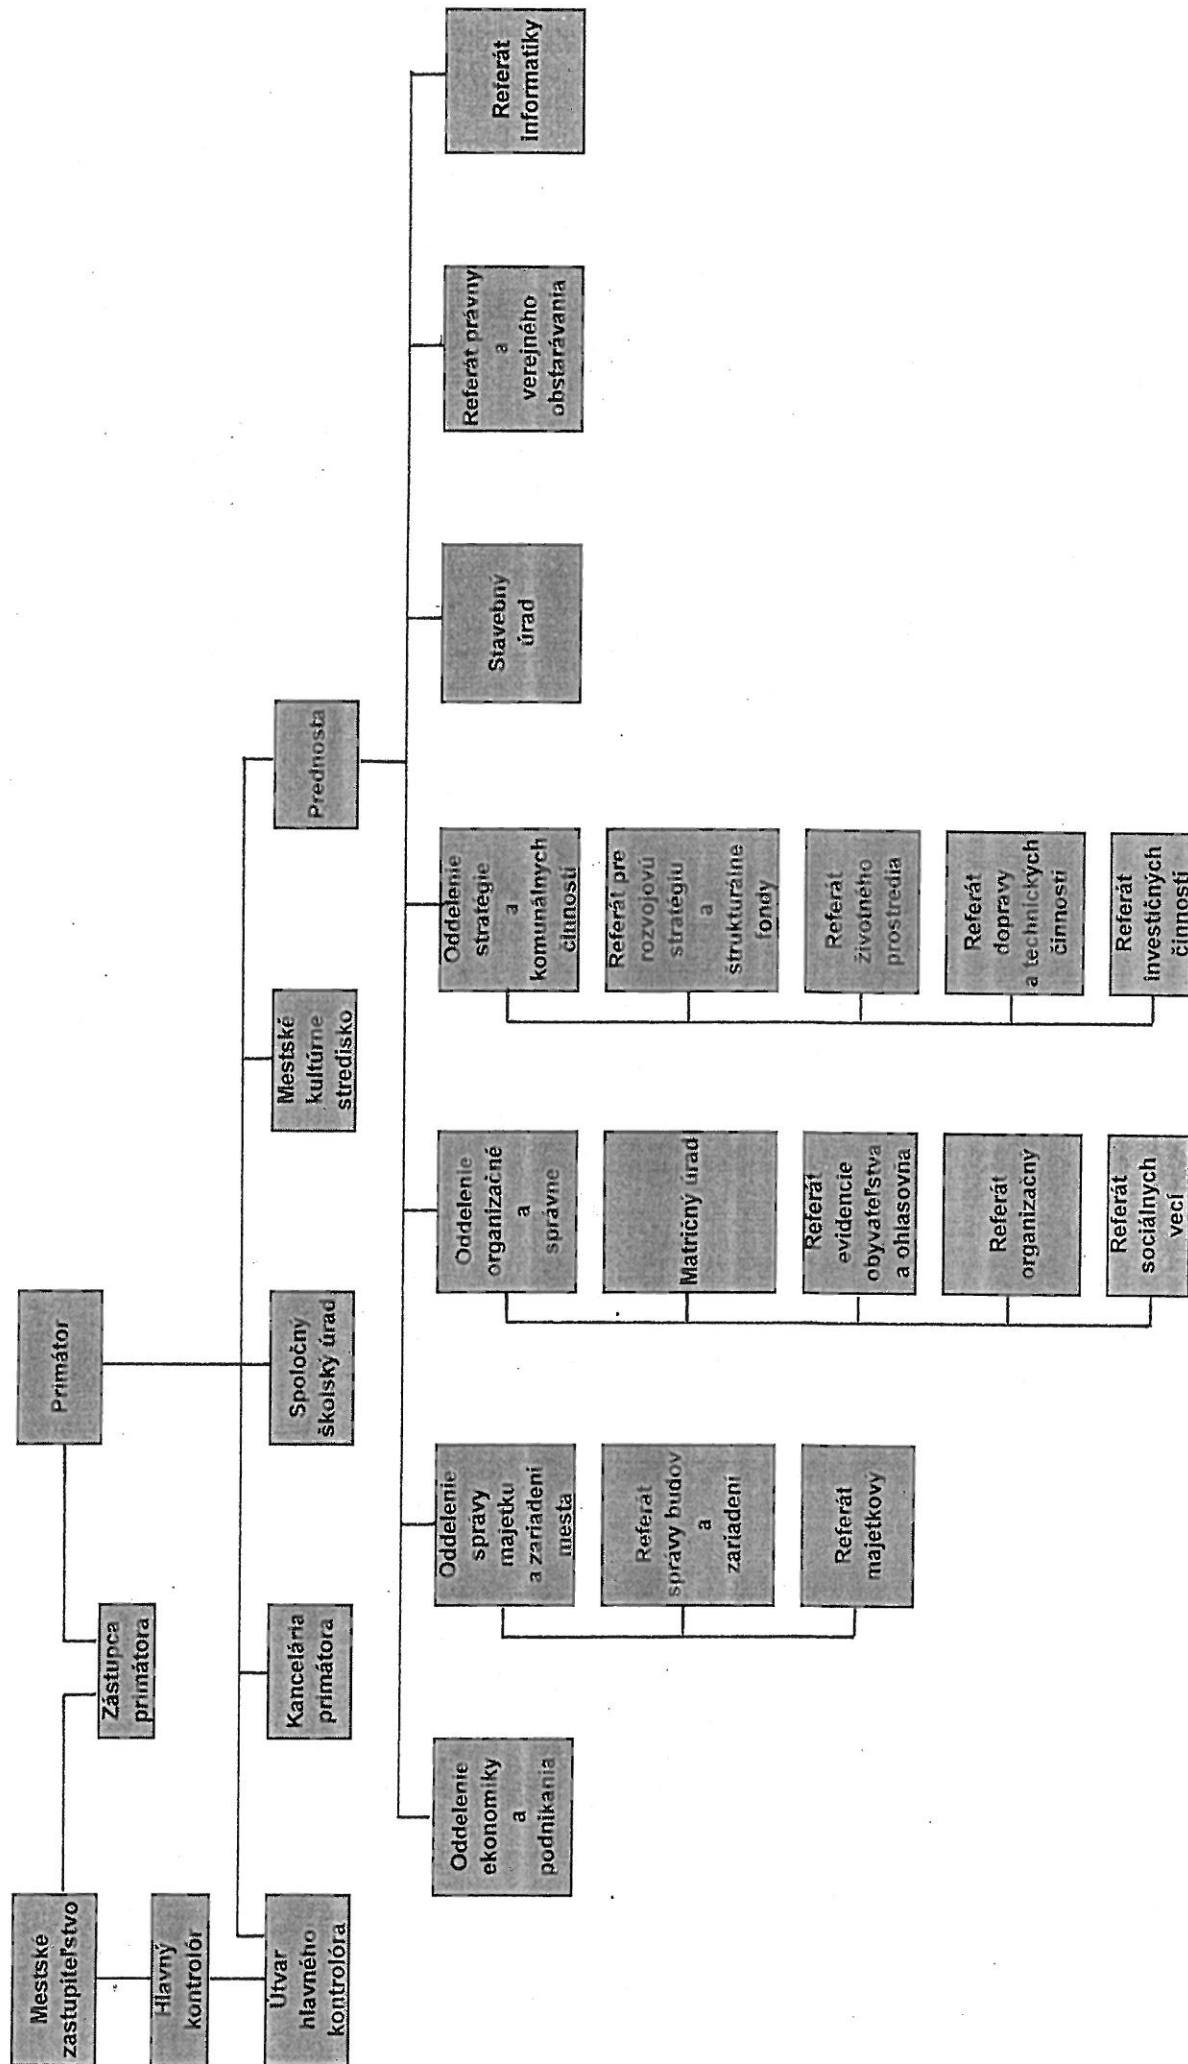 Mestské
zastupiteľstvo
Primátor
Zástupca
primátora
Hlavný
kontrolór
Útvar
hlavného
kontrolóra
Kancelária
primátora
Spoločný
školský úrad
Mestské
kultúrne
stredisko
Prednosta
Oddelenie
ekonomiky
a
podnikania
Oddelenie
správy
majetku
a zariadení
mesta
Referát
správy budov
a
zariadení
Referát
majetkový
Oddelenie
organizačné
a
správne
Matričný úrad
Referát
evidencie
obyvateľstva
a ohlasovňa
Referát
organizačný
Referát
sociálnych
vecí
Oddelenie
stratégie
a
komunálnych
činností
Referát pre
rozvojovú
stratégiu
a
štrukturálne
fondy
Referát
životného
prostredia
Referát
dopravy
a technických
činností
Referát
investičných
činností
Stavebný
úrad
Referát právny
a
verejného
obstarávania
Referát
informatiky